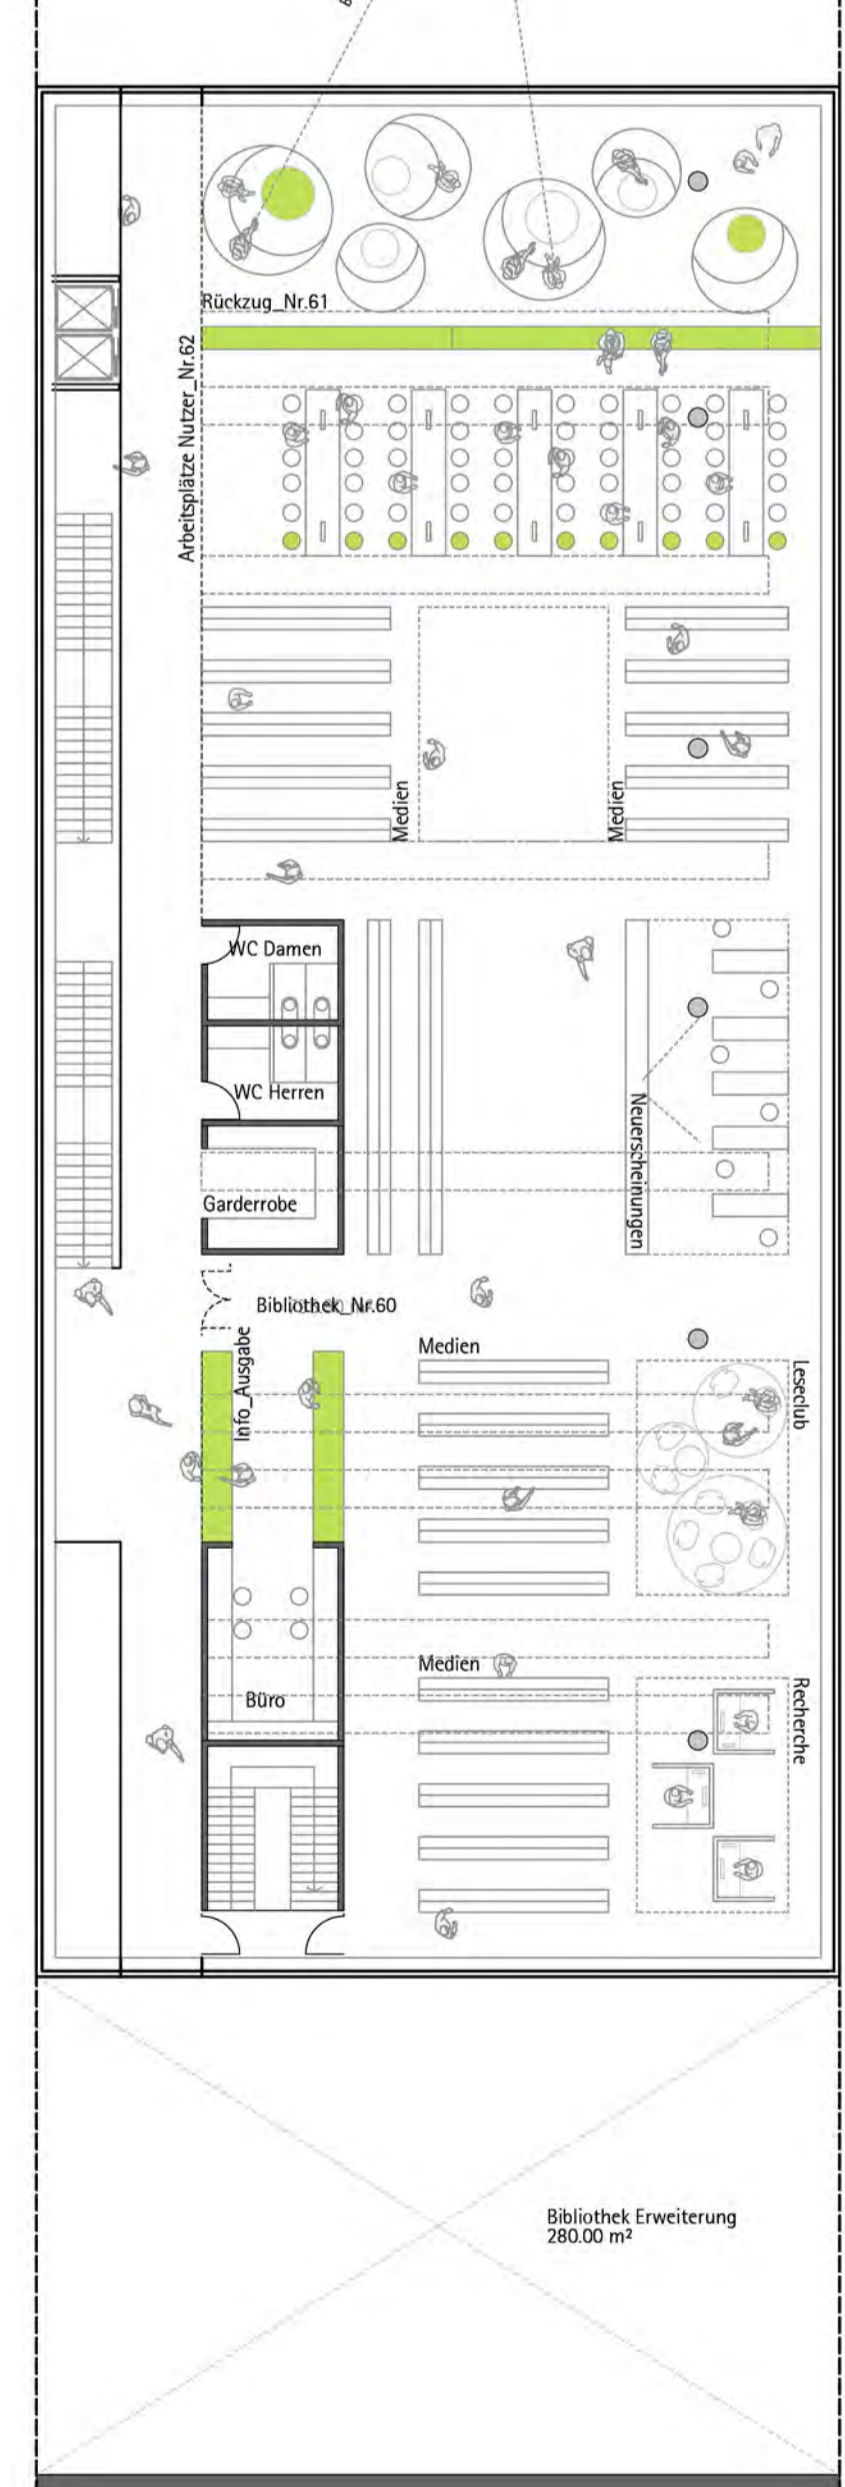 Rückzug_Nr.61
Arbeitsplätze Nutzer_Nr.62
Medien
Medien
WC Damen
WC Herren
Neuerscheinungen
Garderrobe
Bibliothek_Nr.60
Info_Ausgabe
Medien
Leseclub
Medien
Recherche
Büro
Bibliothek Erweiterung
280.00 m²